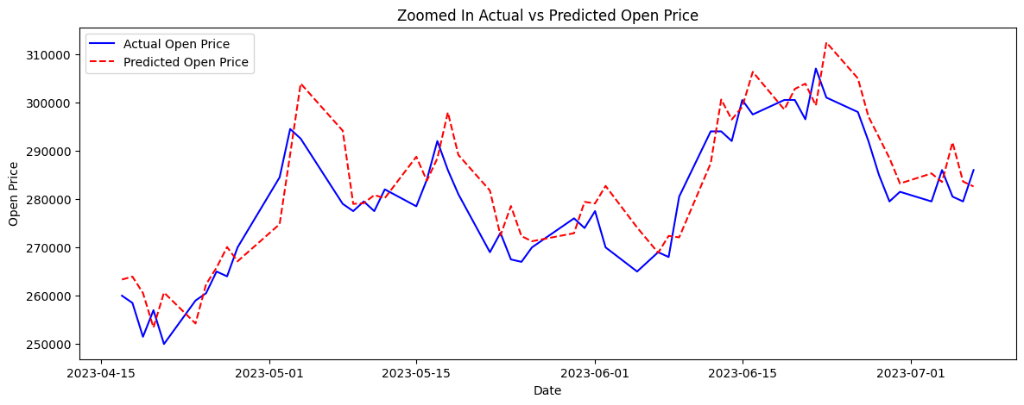 Zoomed In Actual vs Predicted Open Price
Actual Open Price
Predicted Open Price
Open Price
310000
300000
290000
280000
270000
260000
250000
2023-04-15
2023-05-01
2023-05-15
2023-06-01
2023-06-15
2023-07-01
Date